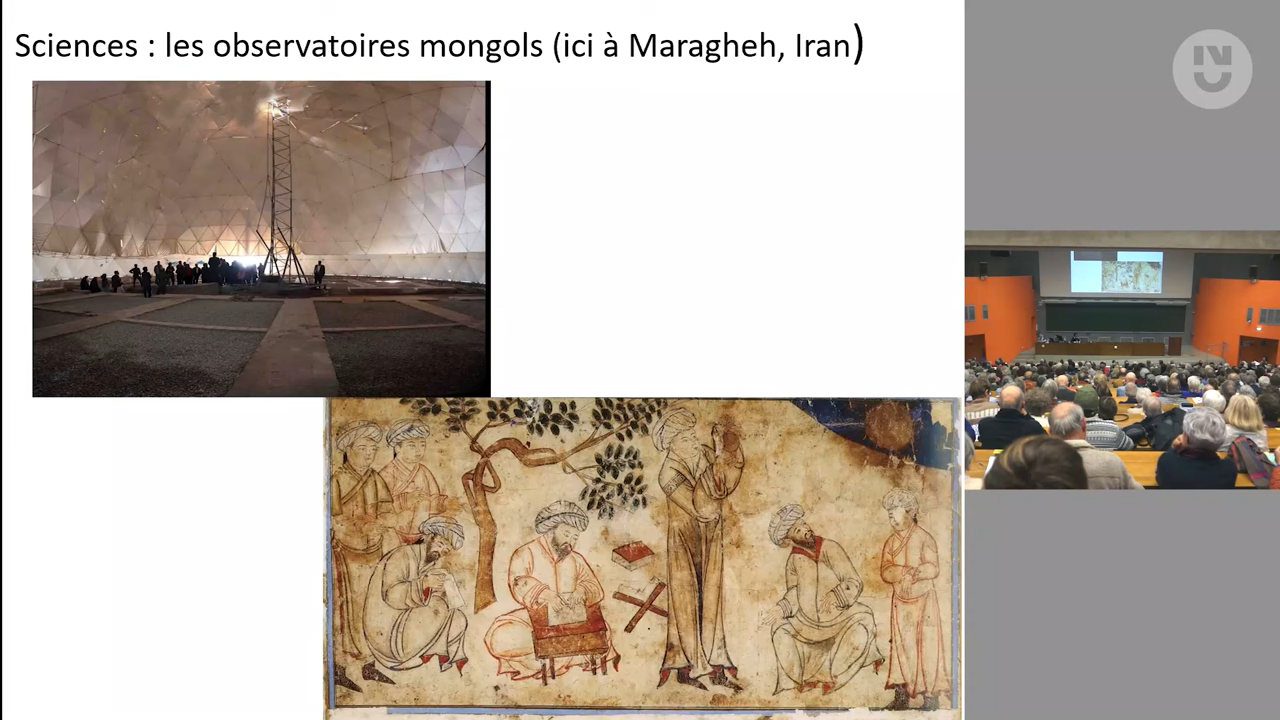 Sciences : les observatoires mongols (ici à Maragheh, Iran)